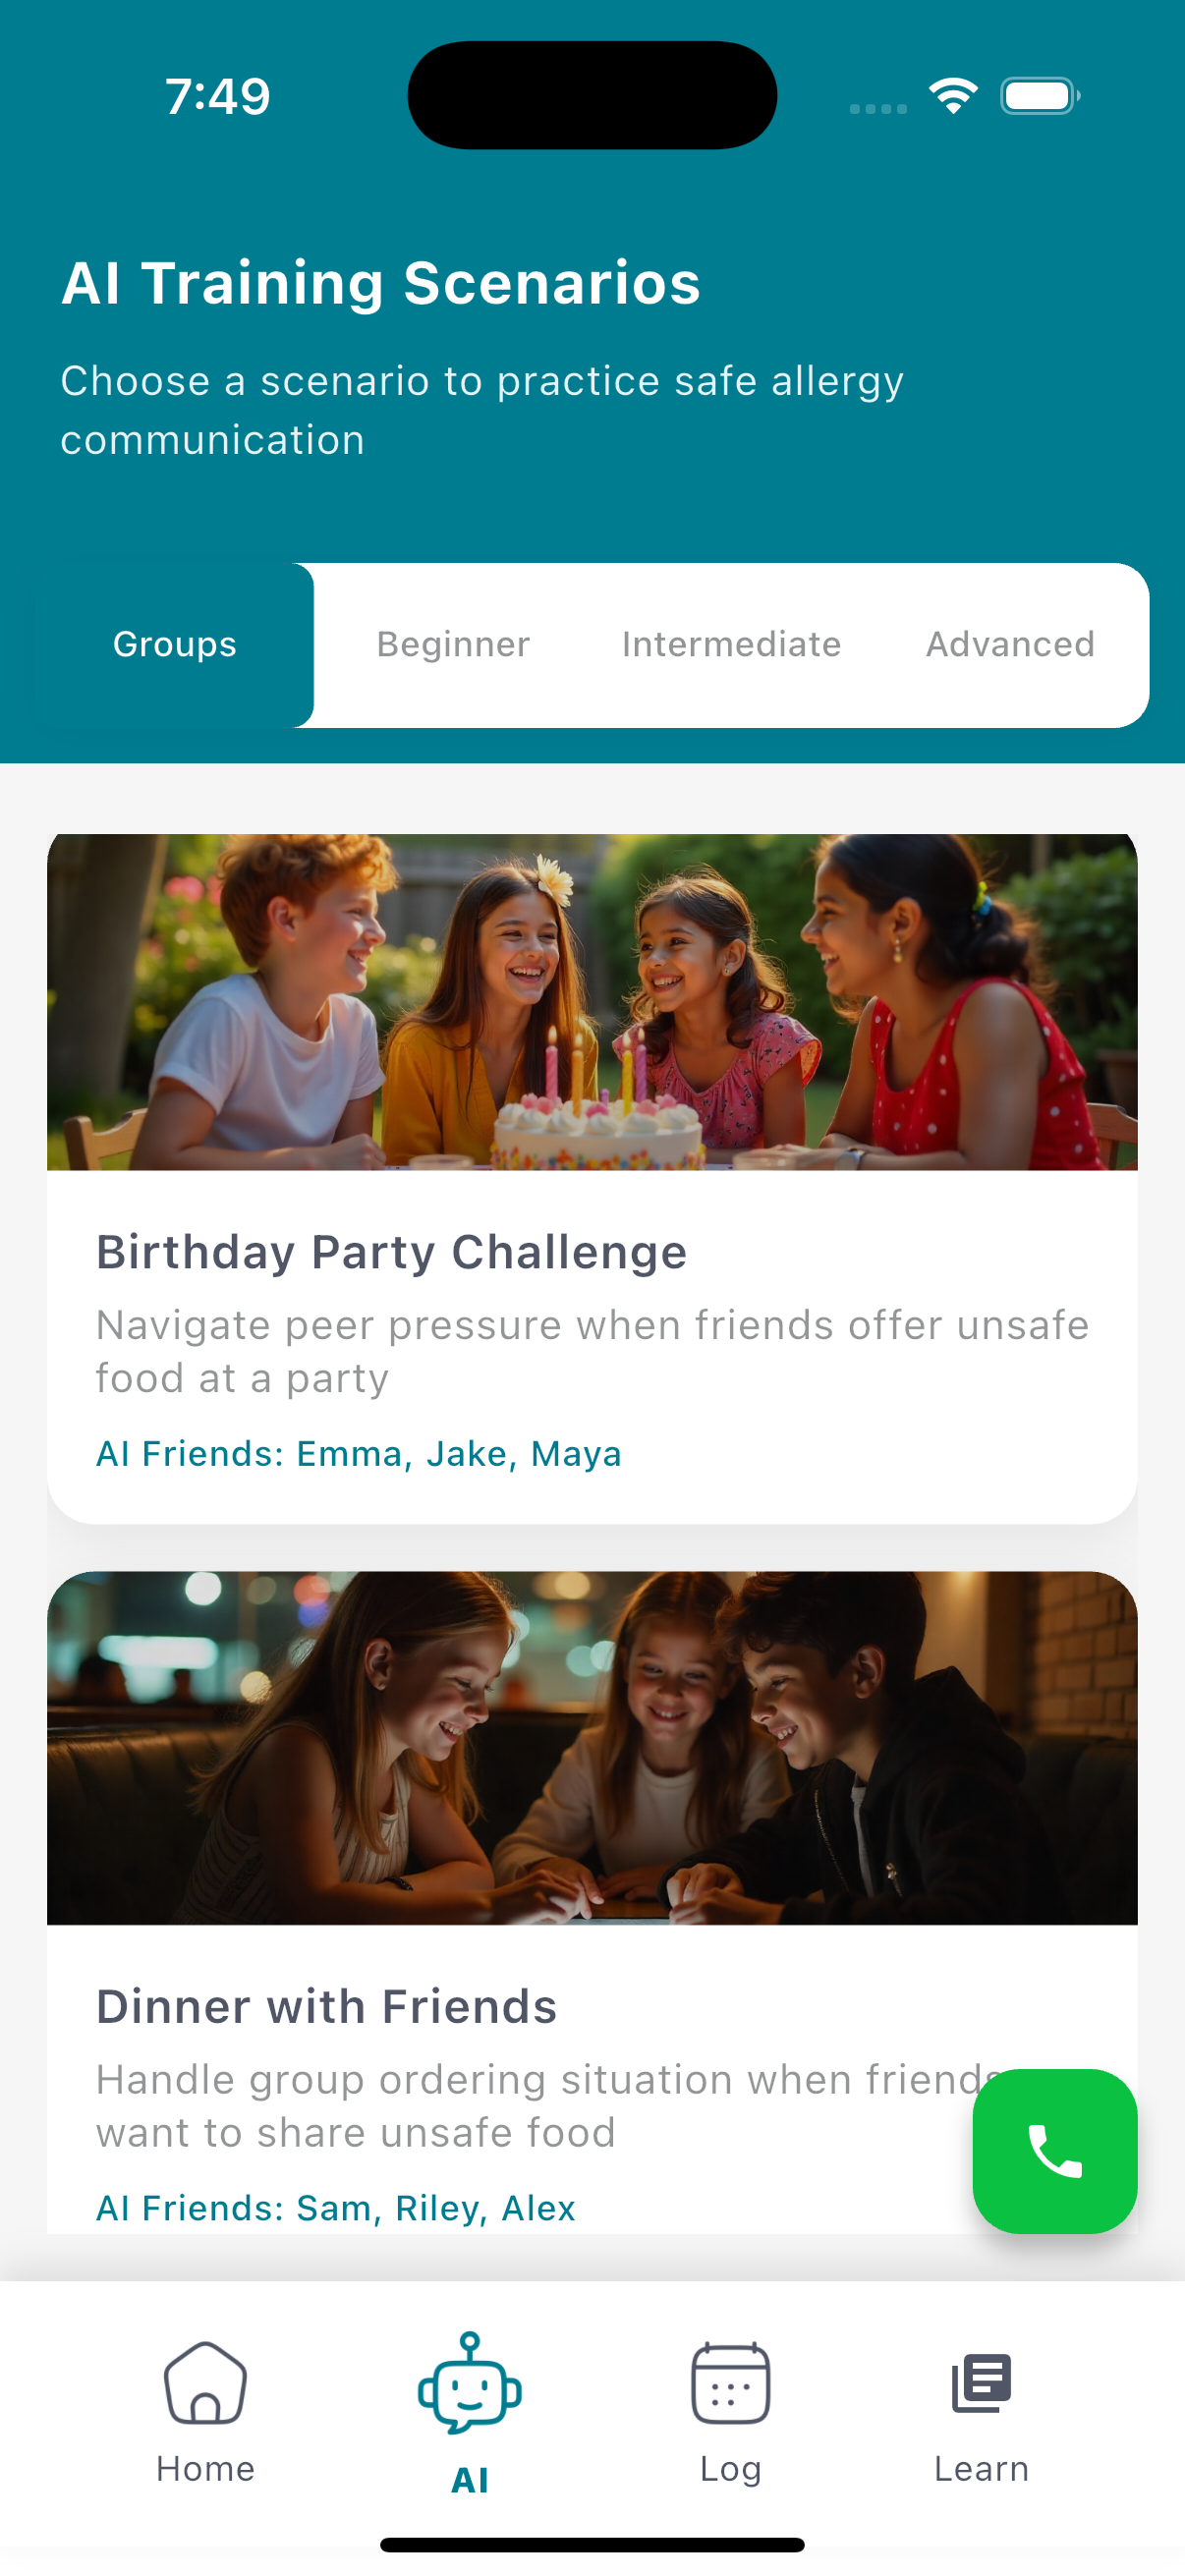 7:49
AI Training Scenarios
Choose a scenario to practice safe allergy
communication
Groups Beginner Intermediate Advanced
Birthday Party Challenge
Navigate peer pressure when friends offer unsafe
food at a party
AI Friends: Emma, Jake, Maya
Dinner with Friends
Handle group ordering situation when friends
want to share unsafe food
AI Friends: Sam, Riley, Alex
Home AI Log Learn